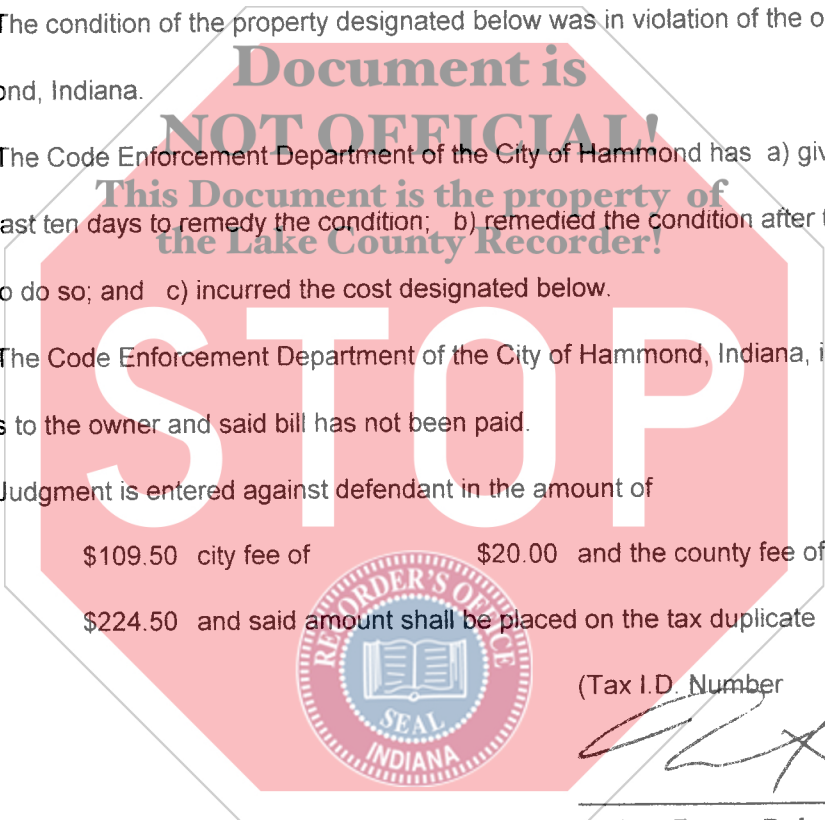 The condition of the property designated below was in violation of the o
ond, Indiana.
Document is
NOT OFFICIAL!
The Code Enforcement Department of the City of Hammond has a) giv
This Document is the property of
ast ten days to remedy the condition; b) remedied the condition after
the Lake County Recorder!
o do so; and c) incurred the cost designated below.
STOP
The Code Enforcement Department of the City of Hammond, Indiana, i
s to the owner and said bill has not been paid.
Judgment is entered against defendant in the amount of
$109.50 city fee of $20.00 and the county fee of
$224.50 and said amount shall be placed on the tax duplicate
RECORDER'S OFFICE
SEAL
INDIANA
(Tax I.D. Number